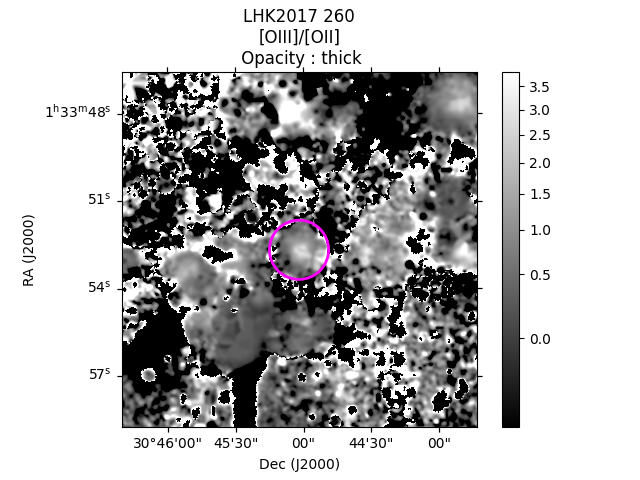 LHK2017 260
[OIII]/[OII]
Opacity : thick
1ʰ33ᵐ48ˢ
51ˢ
54ˢ
57ˢ
RA (J2000)
30°46'00" 45'30" 00" 44'30" 00"
Dec (J2000)
3.5
3.0
2.5
2.0
1.5
1.0
0.5
0.0